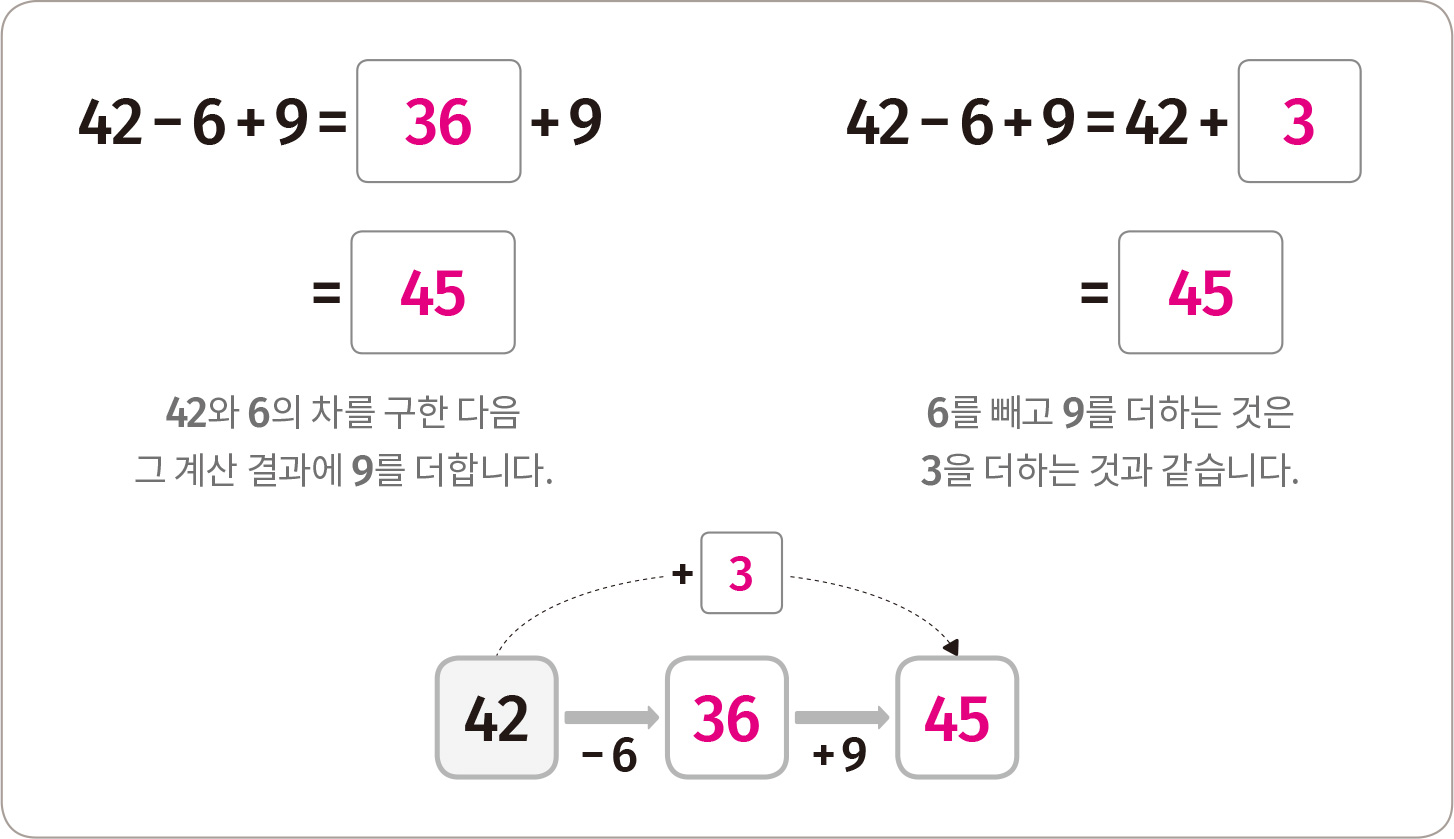 42 − 6 + 9 = 36 + 9
= 45
42와 6의 차를 구한 다음
그 계산 결과에 9를 더합니다.
42 − 6 + 9 = 42 + 3
= 45
6를 빼고 9를 더하는 것은
3을 더하는 것과 같습니다.
+ 3
42 36 45
− 6 + 9